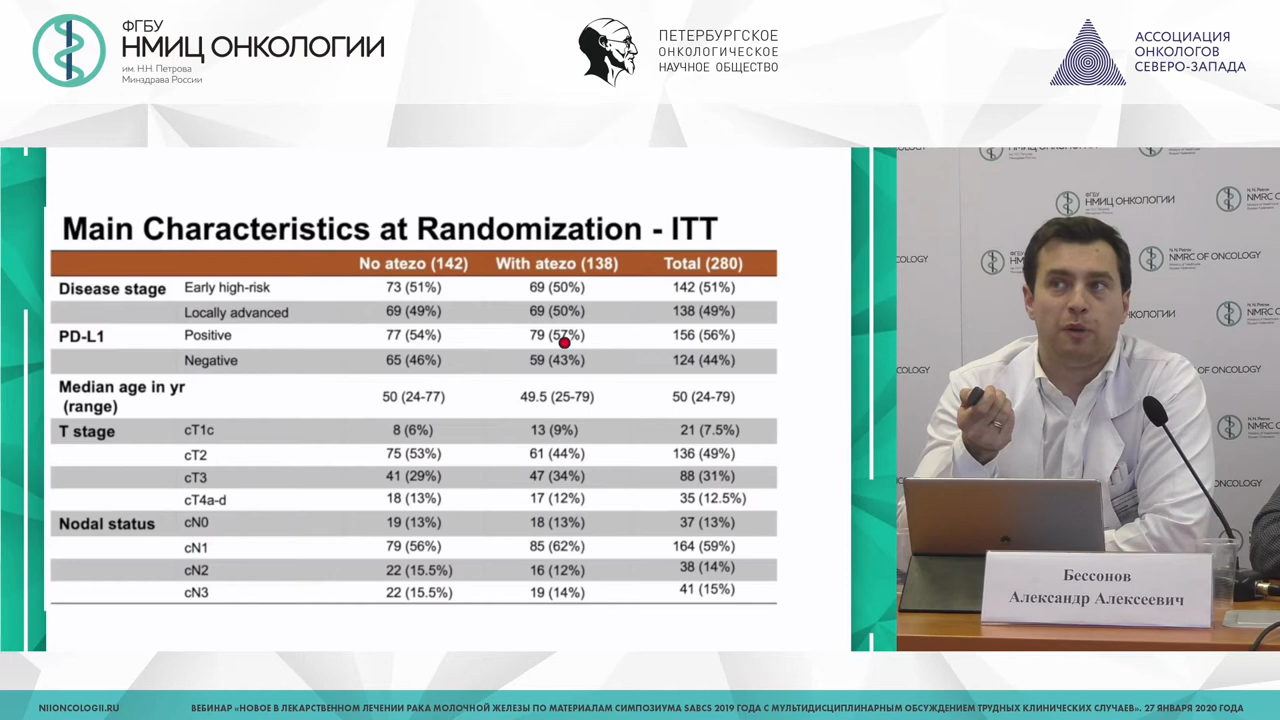 ФГБУ
НМИЦ ОНКОЛОГИИ
им. Н.Н. Петрова
Минздрава России
ПЕТЕРБУРГСКОЕ
ОНКОЛОГИЧЕСКОЕ
НАУЧНОЕ ОБЩЕСТВО
АССОЦИАЦИЯ
ОНКОЛОГОВ
СЕВЕРО-ЗАПАДА
Main Characteristics at Randomization - ITT
No atezo (142) With atezo (138) Total (280)
Disease stage Early high-risk 73 (51%) 69 (50%) 142 (51%)
Locally advanced 69 (49%) 69 (50%) 138 (49%)
PD-L1 Positive 77 (54%) 79 (57%) 156 (56%)
Negative 65 (46%) 59 (43%) 124 (44%)
Median age in yr
(range) 50 (24-77) 49.5 (25-79) 50 (24-79)
T stage cT1c 8 (6%) 13 (9%) 21 (7.5%)
cT2 75 (53%) 61 (44%) 136 (49%)
cT3 41 (29%) 47 (34%) 88 (31%)
cT4a-d 18 (13%) 17 (12%) 35 (12.5%)
Nodal status cN0 19 (13%) 18 (13%) 37 (13%)
cN1 79 (56%) 85 (62%) 164 (59%)
cN2 22 (15.5%) 16 (12%) 38 (14%)
cN3 22 (15.5%) 19 (14%) 41 (15%)
ФГБУ
НМИЦ ОНКОЛОГИИ
NMRC OF ONCOLOGY
OF ONCOLOGY
ONCOLOGY
Бессонов
Александр Алексеевич
NIIONCOLOGII.RU
ВЕБИНАР «НОВОЕ В ЛЕКАРСТВЕННОМ ЛЕЧЕНИИ РАКА МОЛОЧНОЙ ЖЕЛЕЗЫ ПО МАТЕРИАЛАМ СИМПОЗИУМА SABCS 2019 ГОДА С МУЛЬТИДИСЦИПЛИНАРНЫМ ОБСУЖДЕНИЕМ ТРУДНЫХ КЛИНИЧЕСКИХ СЛУЧАЕВ». 27 ЯНВАРЯ 2020 ГОДА